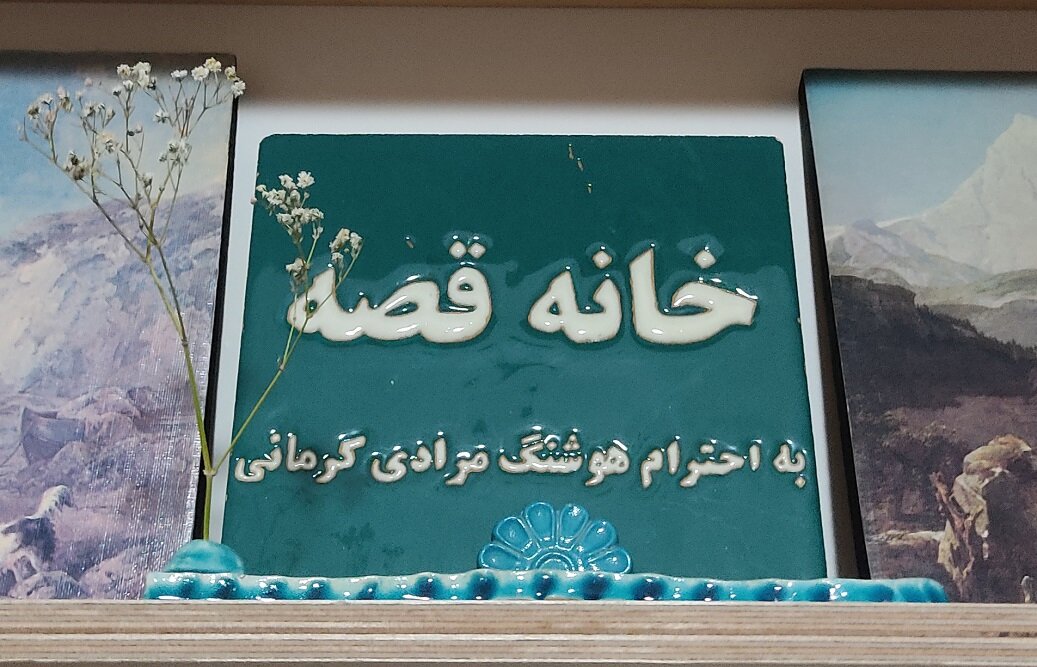 خانه قصه
به احترام هوشنگ مرادی کرمانی